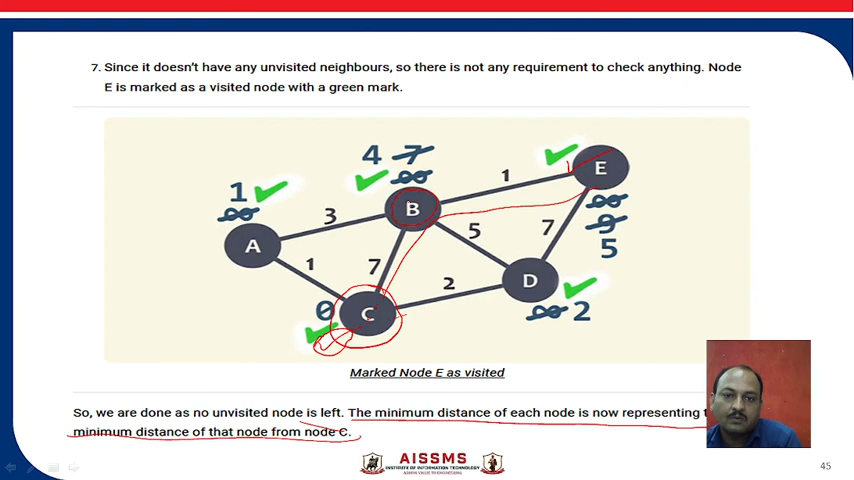 7. Since it doesn't have any unvisited neighbours, so there is not any requirement to check anything. Node
E is marked as a visited node with a green mark.
4 7
∞
1
∞
A
3
B
1
E
∞
9
5
1
7
5
7
2
D
∞ 2
0
C
Marked Node E as visited
So, we are done as no unvisited node is left. The minimum distance of each node is now representing
minimum distance of that node from node C.
AISSMS
INSTITUTE OF INFORMATION TECHNOLOGY
ADDING VALUE TO ENGINEERING
45